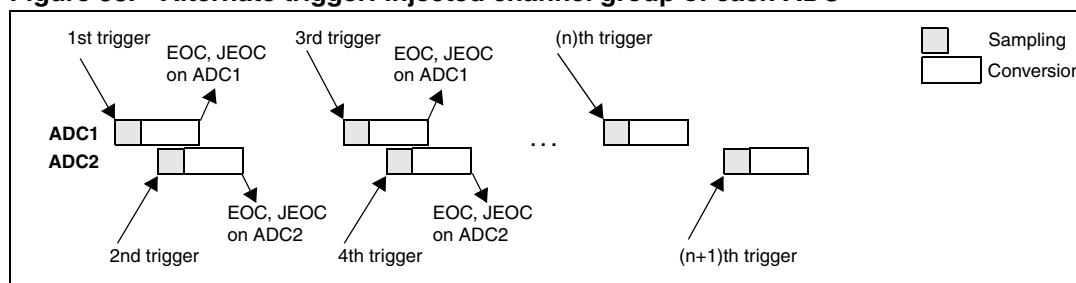 Figure 38. Alternate trigger: injected channel group of each ADC
1st trigger
EOC, JEOC
on ADC1
3rd trigger
EOC, JEOC
on ADC1
(n)th trigger
Sampling
Conversion
ADC1
ADC2
...
EOC, JEOC
on ADC2
EOC, JEOC
on ADC2
2nd trigger
4th trigger
(n+1)th trigger